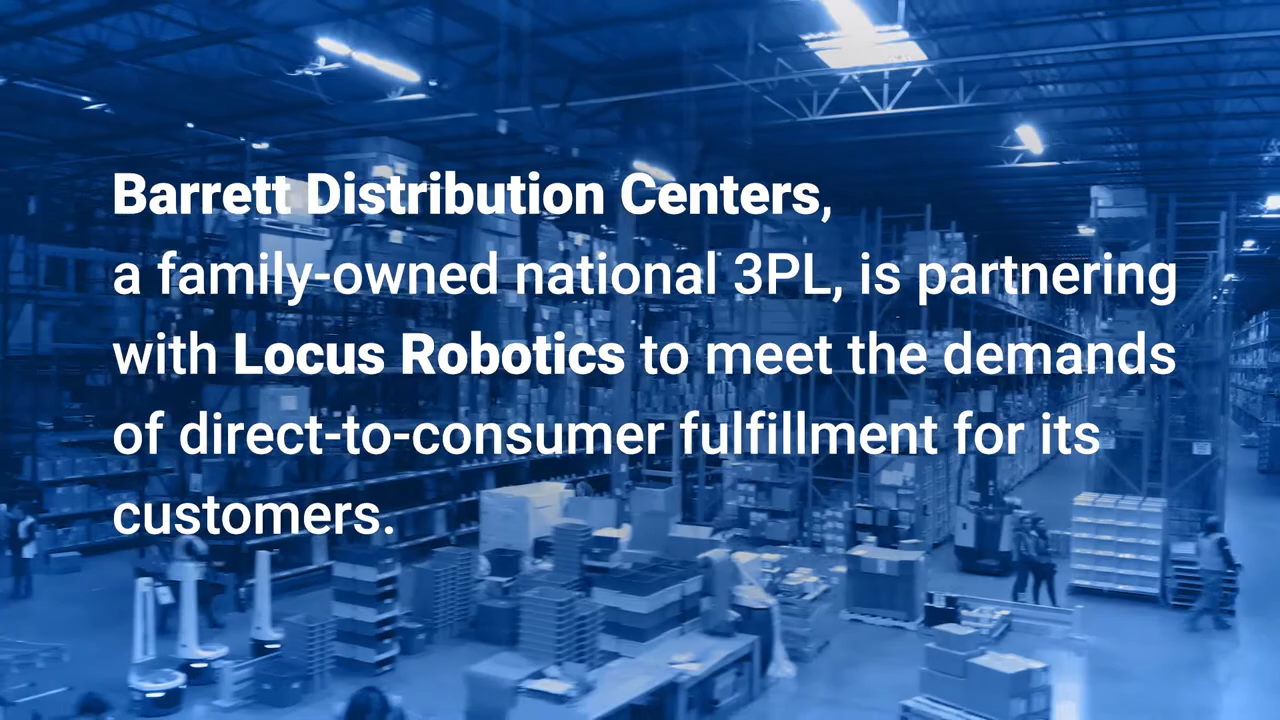 Barrett Distribution Centers,
a family-owned national 3PL, is partnering
with Locus Robotics to meet the demands
of direct-to-consumer fulfillment for its
customers.